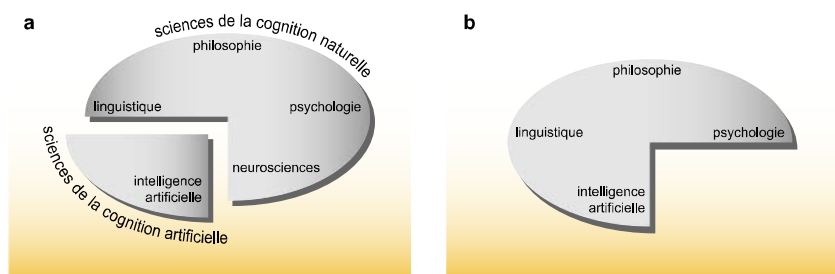 a
sciences de la cognition naturelle
philosophie
linguistique
psychologie
neurosciences
intelligence
artificielle
sciences de la cognition artificielle
b
philosophie
linguistique
psychologie
intelligence
artificielle